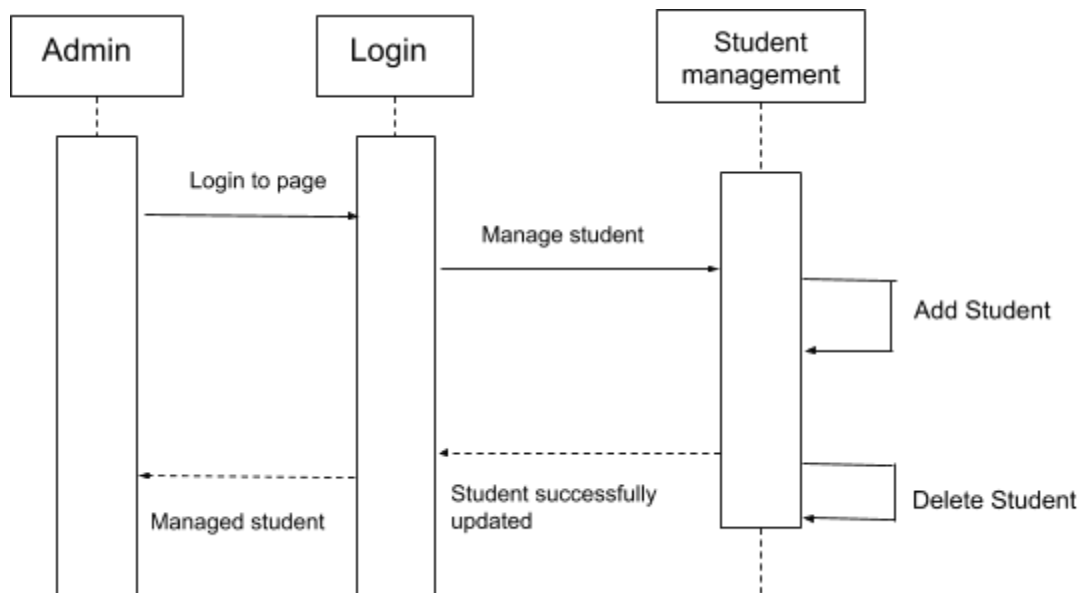 Admin
Login
Student
management
Login to page
Manage student
Add Student
Student successfully
updated
Managed student
Delete Student